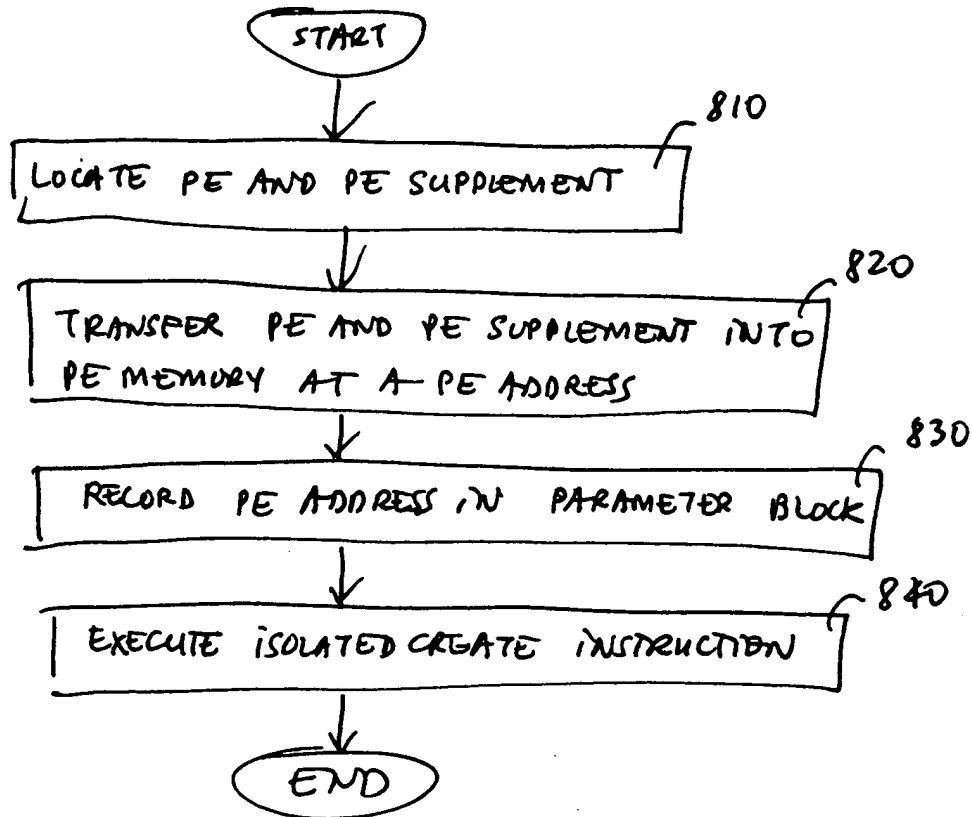 START
810
LOCATE PE AND PE SUPPLEMENT
820
TRANSFER PE AND PE SUPPLEMENT INTO
PE MEMORY AT A PE ADDRESS
830
RECORD PE ADDRESS IN PARAMETER BLOCK
840
EXECUTE ISOLATED CREATE INSTRUCTION
END